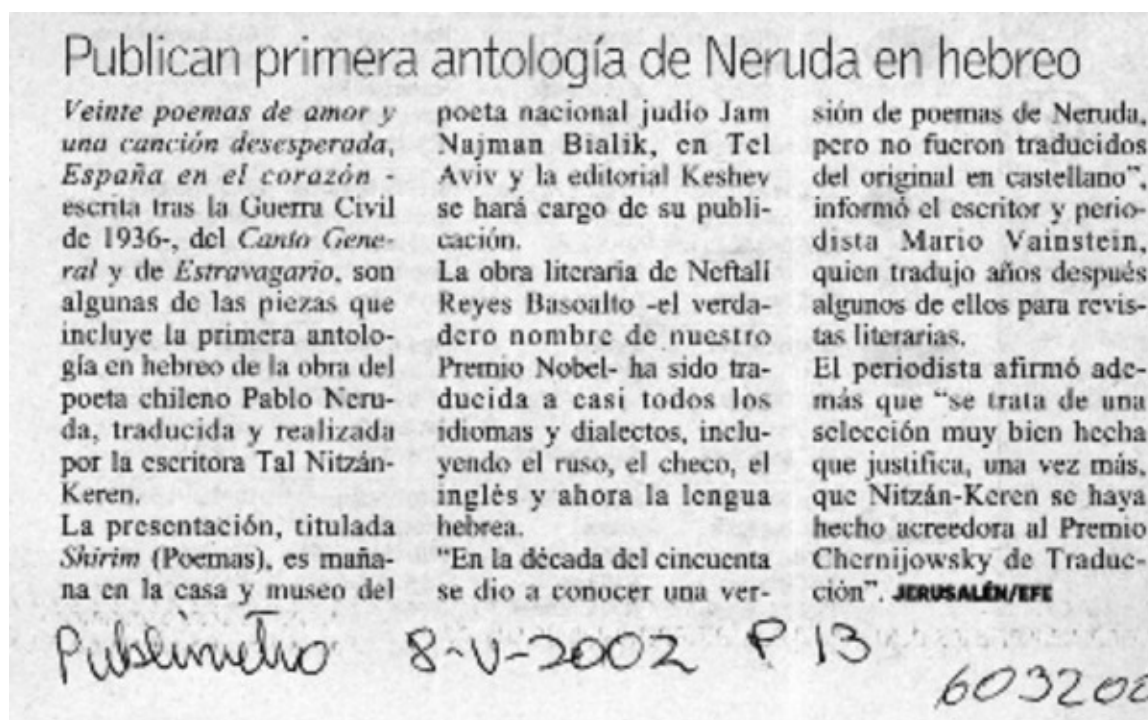 Publican primera antología de Neruda en hebreo
Veinte poemas de amor y
una canción desesperada,
España en el corazón -
escrita tras la Guerra Civil
de 1936-, del Canto Gene-
ral y de Estravagario, son
algunas de las piezas que
incluye la primera antolo-
gía en hebreo de la obra del
poeta chileno Pablo Neru-
da, traducida y realizada
por la escritora Tal Nitzán-
Keren.
La presentación, titulada
Shirim (Poemas), es maña-
na en la casa y museo del
poeta nacional judío Jam
Najman Bialik, en Tel
Aviv y la editorial Keshev
se hará cargo de su publi-
cación.
La obra literaria de Neftalí
Reyes Basoalto -el verda-
dero nombre de nuestro
Premio Nobel- ha sido tra-
ducida a casi todos los
idiomas y dialectos, inclu-
yendo el ruso, el checo, el
inglés y ahora la lengua
hebrea.
"En la década del cincuenta
se dio a conocer una ver-
sión de poemas de Neruda,
pero no fueron traducidos
del original en castellano",
informó el escritor y perio-
dista Mario Vainstein,
quien tradujo años después
algunos de ellos para revis-
tas literarias.
El periodista afirmó ade-
más que "se trata de una
selección muy bien hecha
que justifica, una vez más,
que Nitzán-Keren se haya
hecho acreedora al Premio
Chernijowsky de Traduc-
ción". JERUSALÉN/EFE
Publimetro 8-V-2002 P 13
603202